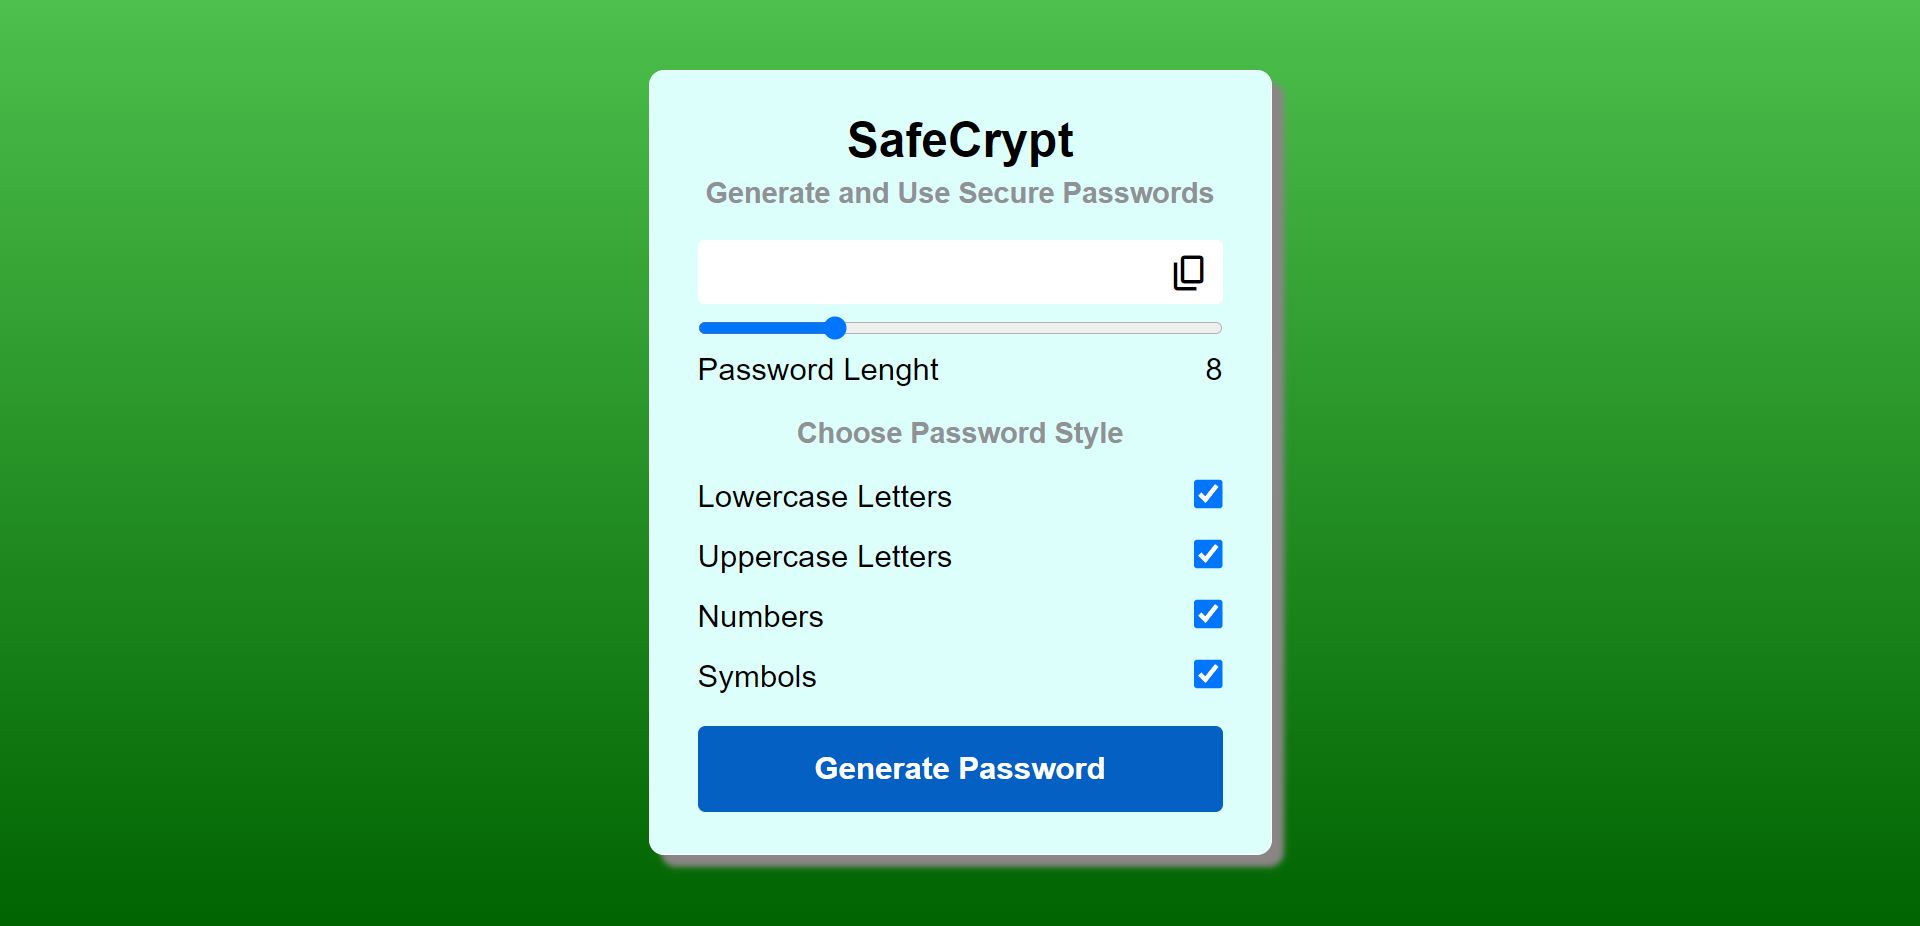 SafeCrypt
Generate and Use Secure Passwords
Password Lenght 8
Choose Password Style
Lowercase Letters
Uppercase Letters
Numbers
Symbols
Generate Password